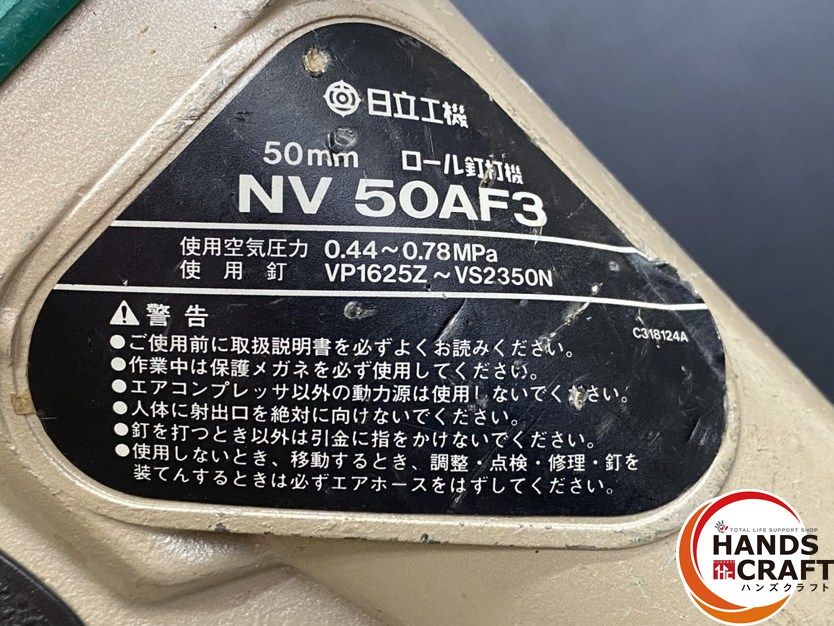 日立工機
50mm ロール釘打機
NV 50AF3
使用空気圧力 0.44～0.78MPa
使用釘 VP1625Z～VS2350N
C318124A
警告
●ご使用前に取扱説明書を必ずよくお読みください。
●作業中は保護メガネを必ず使用してください。
●エアコンプレッサ以外の動力源は使用しないでください。
●人体に射出口を絶対に向けないでください。
●釘を打つとき以外は引金に指をかけないでください。
●使用しないとき、移動するとき、調整・点検・修理・釘を
装てんするときは必ずエアホースをはずしてください。
TOTAL LIFE SUPPORT SHOP
HANDS
CRAFT
ハンズクラフト